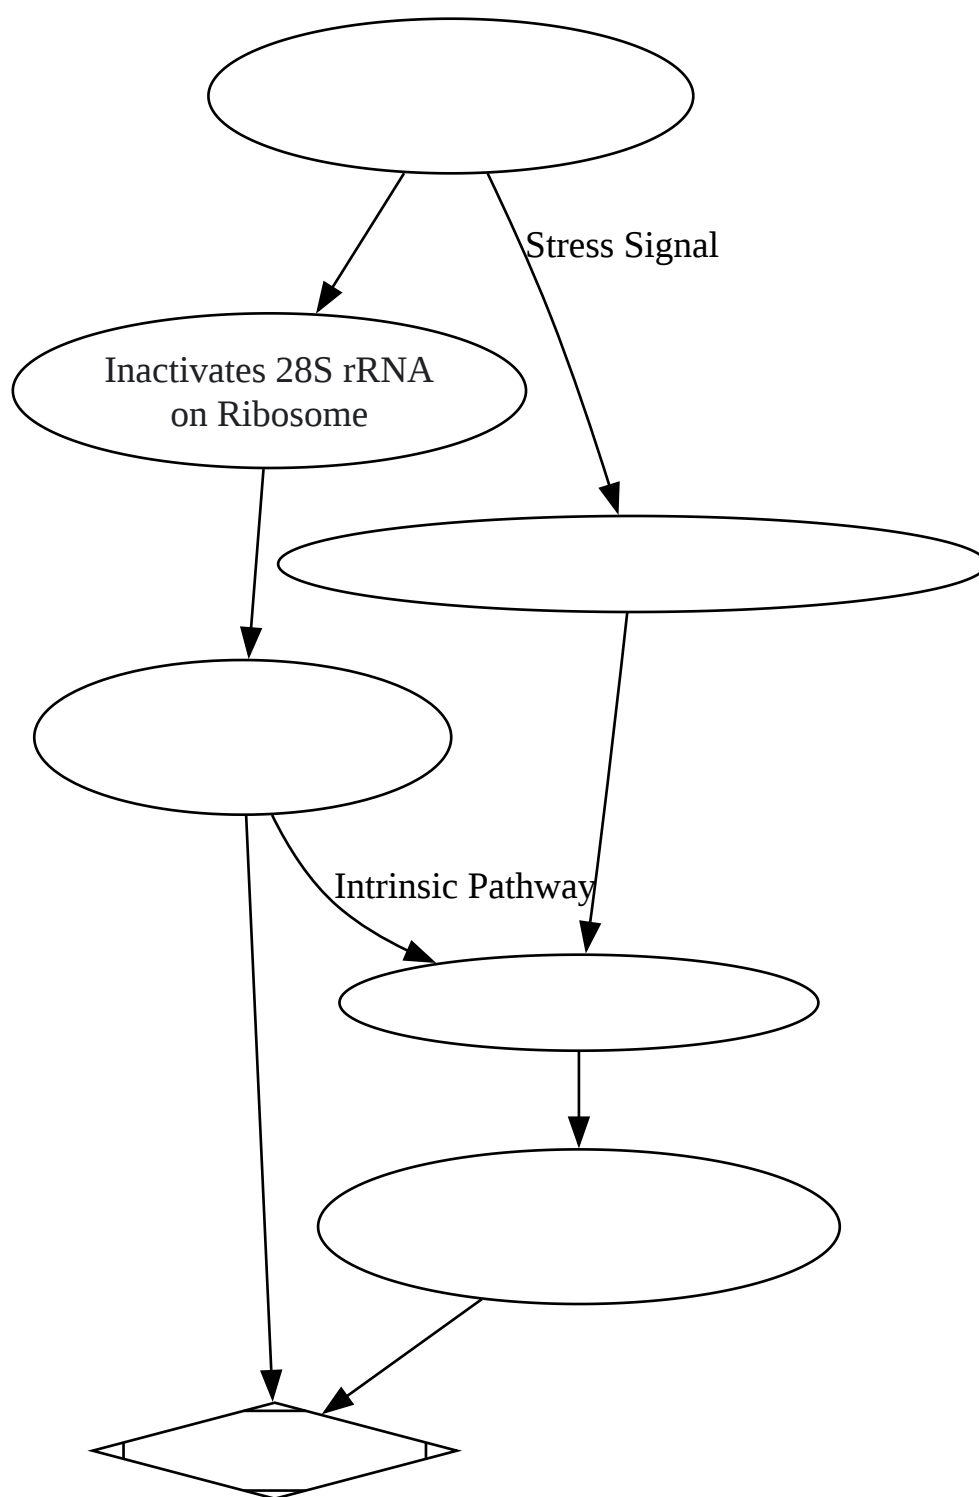 Stress Signal
Inactivates 28S rRNA
on Ribosome
Intrinsic Pathway